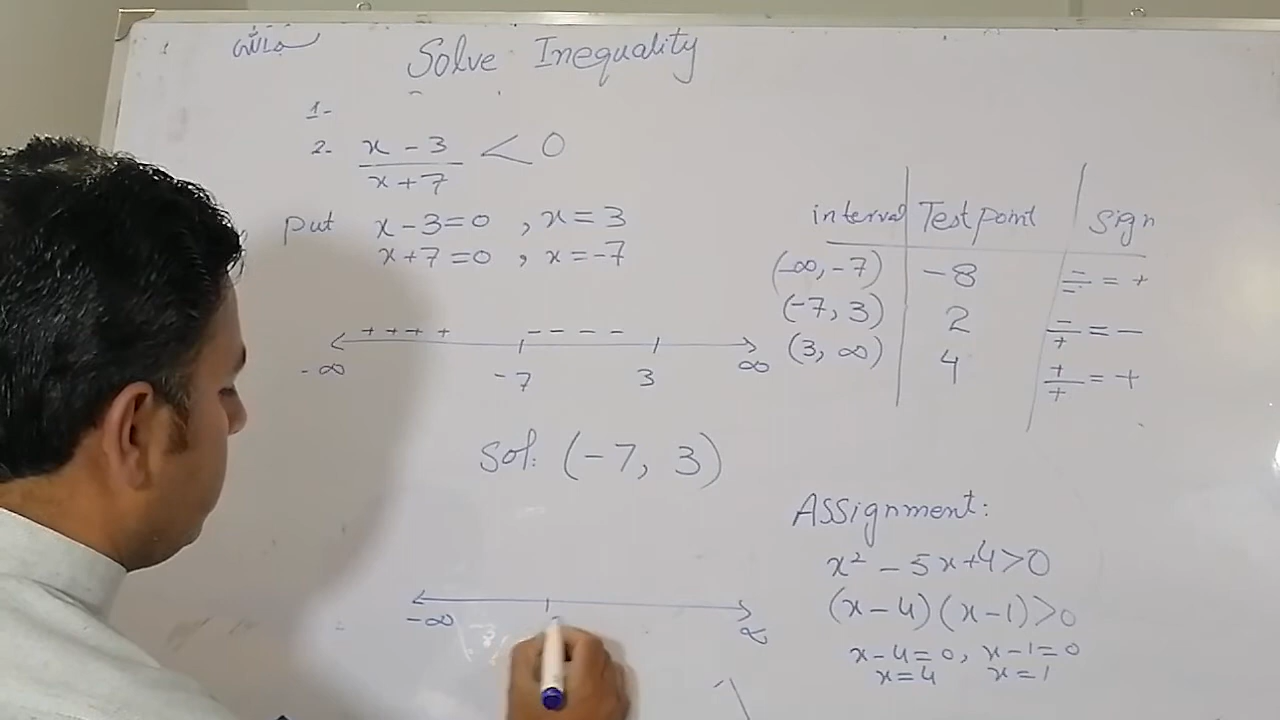 Solve Inequality
1-
2. x - 3 / x + 7 < 0
put x - 3 = 0 , x = 3
x + 7 = 0 , x = -7
+ + + + - - - -
-∞ -7 3 ∞
Sol: (-7, 3)
interval Test point Sign
(-∞, -7) -8 -/- = +
(-7, 3) 2 -/+ = -
(3, ∞) 4 +/+ = +
Assignment:
x² - 5x + 4 > 0
(x - 4) (x - 1) > 0
x - 4 = 0, x - 1 = 0
x = 4 x = 1
-∞ ∞